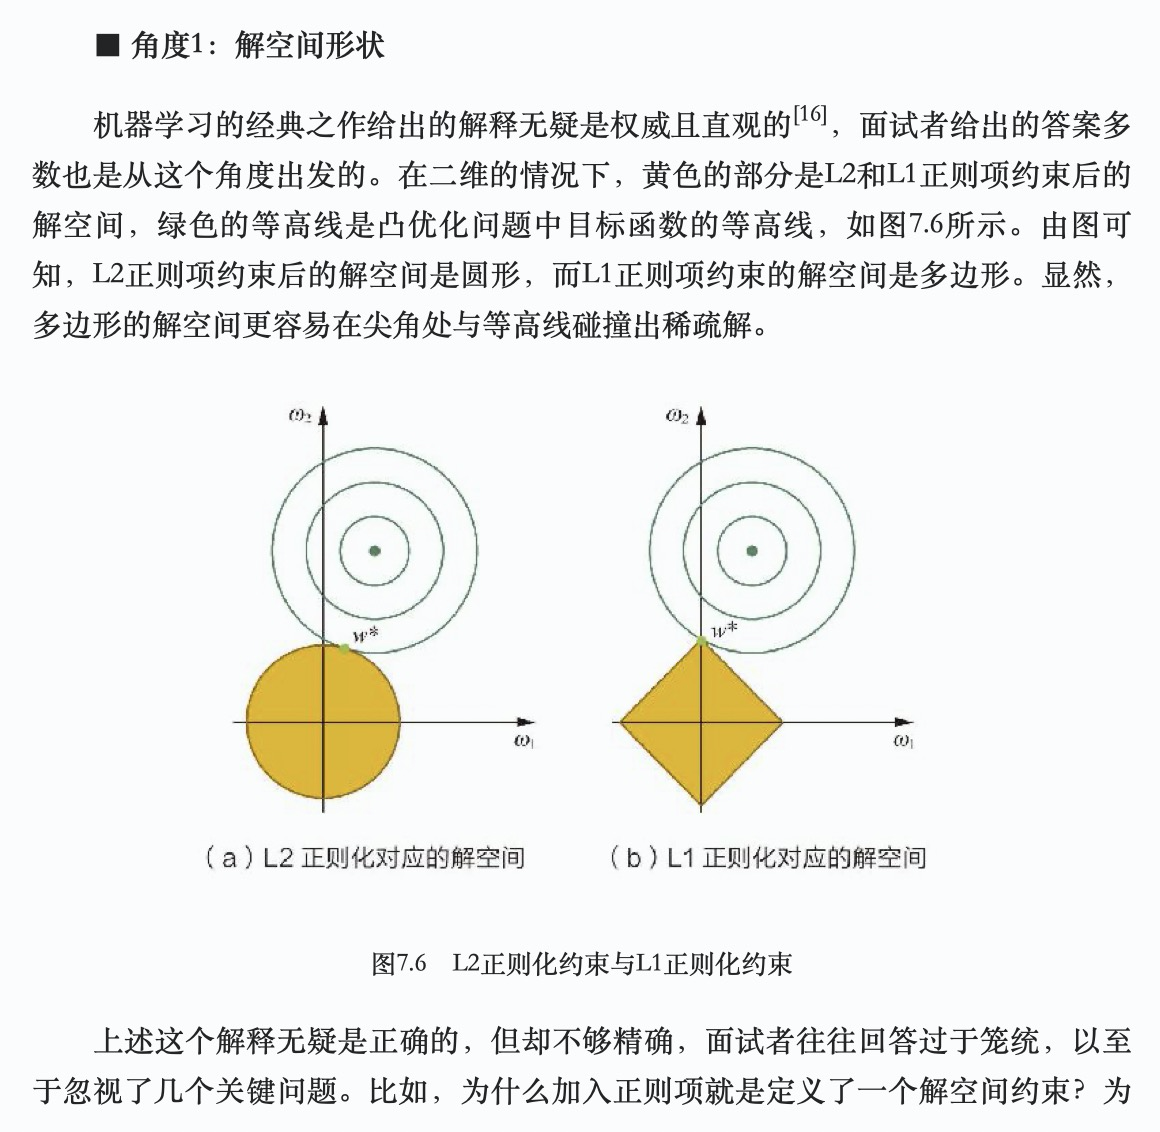 ■ 角度1：解空间形状
机器学习的经典之作给出的解释无疑是权威且直观的[16]，面试者给出的答案多
数也是从这个角度出发的。在二维的情况下，黄色的部分是L2和L1正则项约束后的
解空间，绿色的等高线是凸优化问题中目标函数的等高线，如图7.6所示。由图可
知，L2正则项约束后的解空间是圆形，而L1正则项约束的解空间是多边形。显然，
多边形的解空间更容易在尖角处与等高线碰撞出稀疏解。
ω₂
w*
ω₁
（a）L2 正则化对应的解空间
ω₂
w*
ω₁
（b）L1 正则化对应的解空间
图7.6 L2正则化约束与L1正则化约束
上述这个解释无疑是正确的，但却不够精确，面试者往往回答过于笼统，以至
于忽视了几个关键问题。比如，为什么加入正则项就是定义了一个解空间约束？为